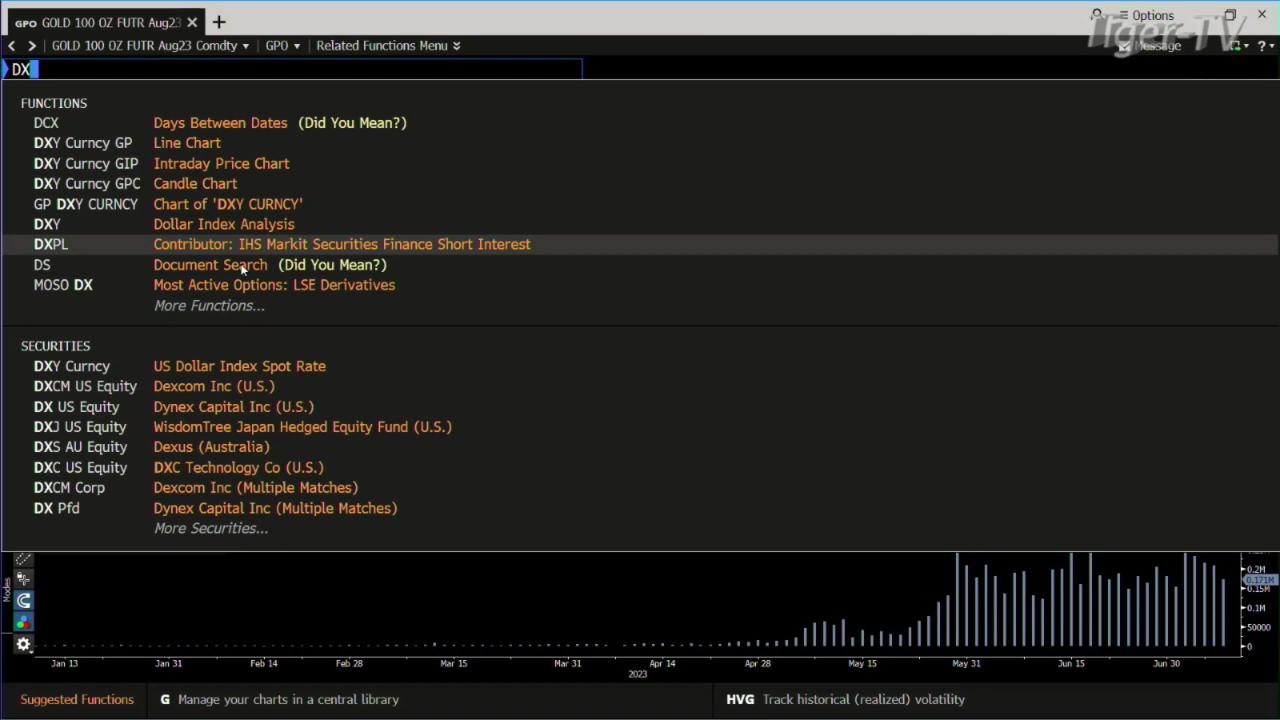 GPO GOLD 100 OZ FUTR Aug23
Options
Tiger-TV
GOLD 100 OZ FUTR Aug23 Comdty GPO Related Functions Menu Message ?
DX
FUNCTIONS
DCX Days Between Dates (Did You Mean?)
DXY Curncy GP Line Chart
DXY Curncy GIP Intraday Price Chart
DXY Curncy GPC Candle Chart
GP DXY CURNCY Chart of 'DXY CURNCY'
DXY Dollar Index Analysis
DXPL Contributor: IHS Markit Securities Finance Short Interest
DS Document Search (Did You Mean?)
MOSO DX Most Active Options: LSE Derivatives
More Functions...
SECURITIES
DXY Curncy US Dollar Index Spot Rate
DXCM US Equity Dexcom Inc (U.S.)
DX US Equity Dynex Capital Inc (U.S.)
DXJ US Equity WisdomTree Japan Hedged Equity Fund (U.S.)
DXS AU Equity Dexus (Australia)
DXC US Equity DXC Technology Co (U.S.)
DXCM Corp Dexcom Inc (Multiple Matches)
DX Pfd Dynex Capital Inc (Multiple Matches)
More Securities...
Modes
0.2M
0.171M
0.15M
0.1M
50000
0
Jan 13 Jan 31 Feb 14 Feb 28 Mar 15 Mar 31 Apr 14 Apr 28 May 15 May 31 Jun 15 Jun 30
2023
Suggested Functions G Manage your charts in a central library HVG Track historical (realized) volatility